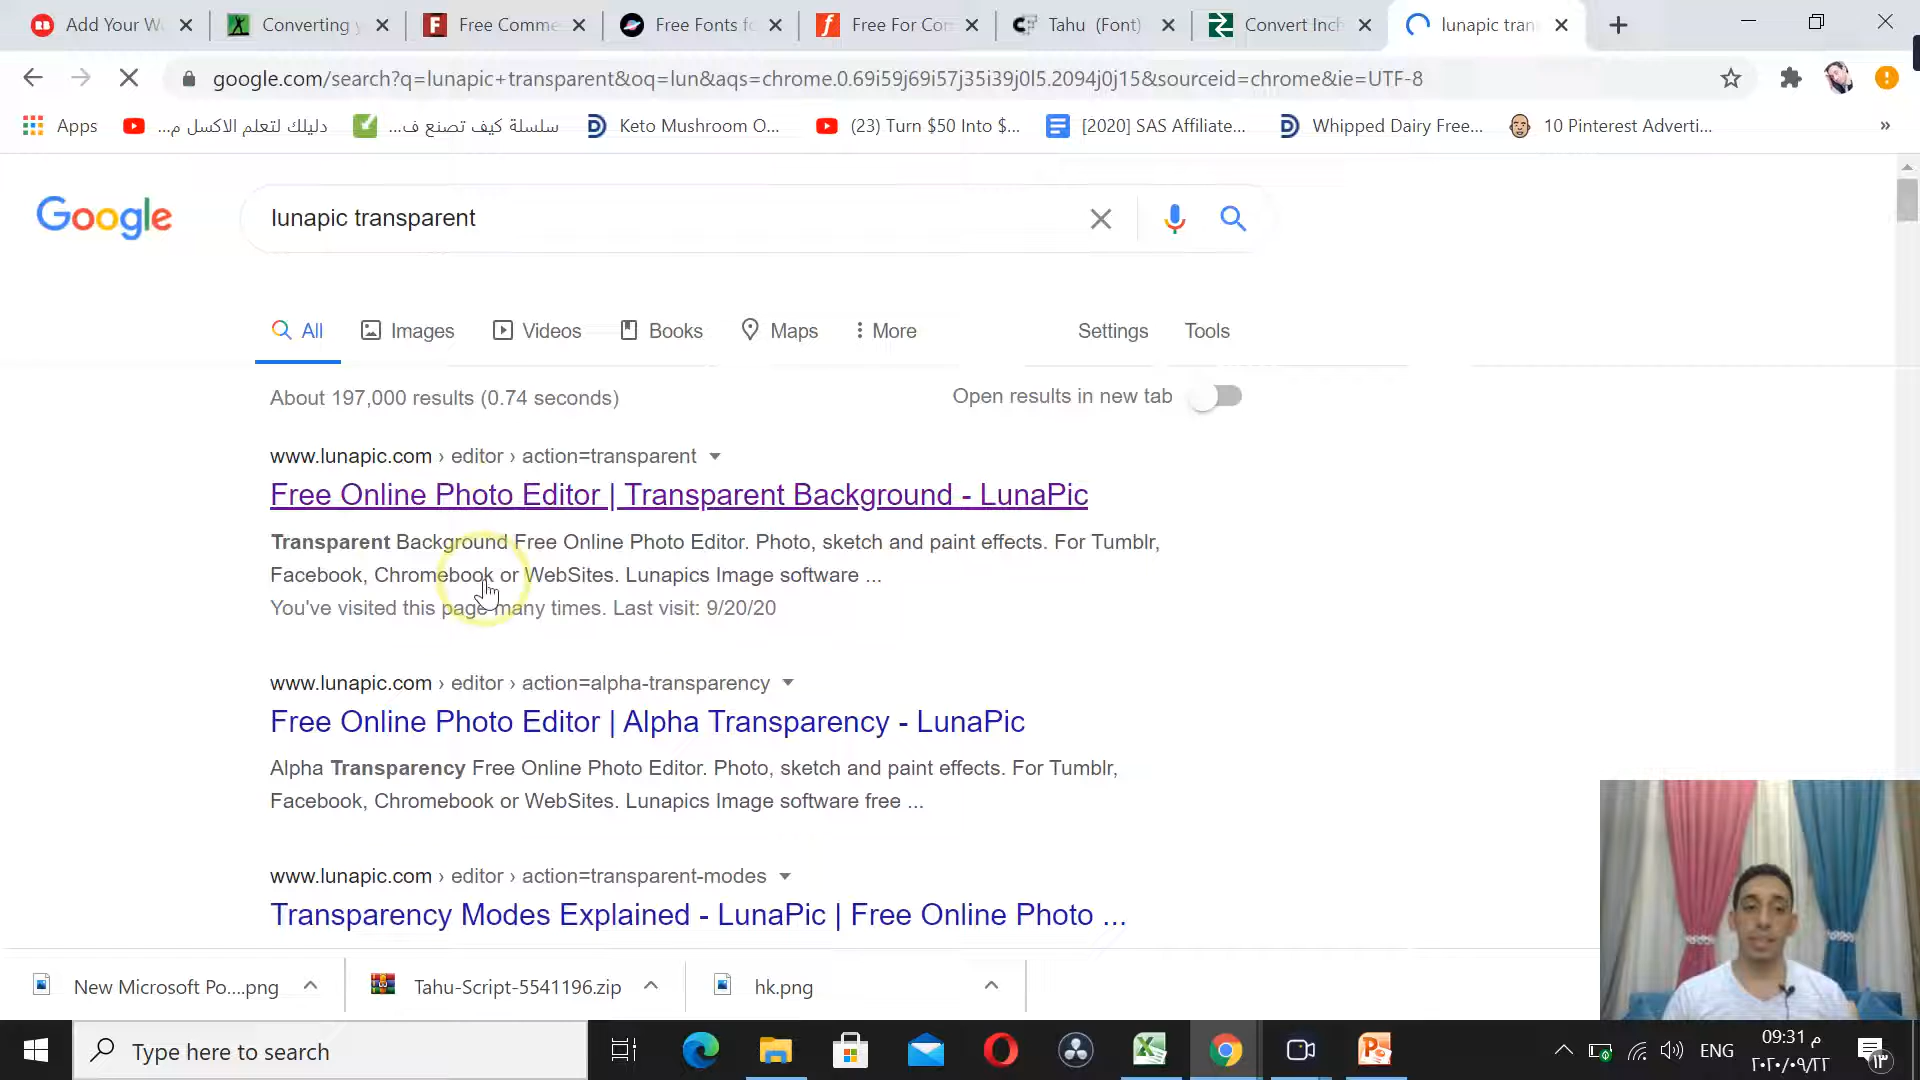 Add Your W
Converting y
Free Comme
Free Fonts fo
Free For Con
Tahu (Font)
Convert Inch
lunapic tran
google.com/search?q=lunapic+transparent&oq=lun&aqs=chrome.0.69i59j69i57j35i39j0l5.2094j0j15&sourceid=chrome&ie=UTF-8
Apps
دليلك لتعلم الاكسل م...
سلسلة كيف تصنع ف...
Keto Mushroom O...
(23) Turn $50 Into $...
[2020] SAS Affiliate...
Whipped Dairy Free...
10 Pinterest Adverti...
»
Google
lunapic transparent
All
Images
Videos
Books
Maps
More
Settings
Tools
About 197,000 results (0.74 seconds)
Open results in new tab
www.lunapic.com › editor › action=transparent
Free Online Photo Editor | Transparent Background - LunaPic
Transparent Background Free Online Photo Editor. Photo, sketch and paint effects. For Tumblr,
Facebook, Chromebook or WebSites. Lunapics Image software ...
You've visited this page many times. Last visit: 9/20/20
www.lunapic.com › editor › action=alpha-transparency
Free Online Photo Editor | Alpha Transparency - LunaPic
Alpha Transparency Free Online Photo Editor. Photo, sketch and paint effects. For Tumblr,
Facebook, Chromebook or WebSites. Lunapics Image software free ...
www.lunapic.com › editor › action=transparent-modes
Transparency Modes Explained - LunaPic | Free Online Photo ...
New Microsoft Po....png
Tahu-Script-5541196.zip
hk.png
Type here to search
ENG
09:31 م
٢٠٢٠/٠٩/٢٢
١٣